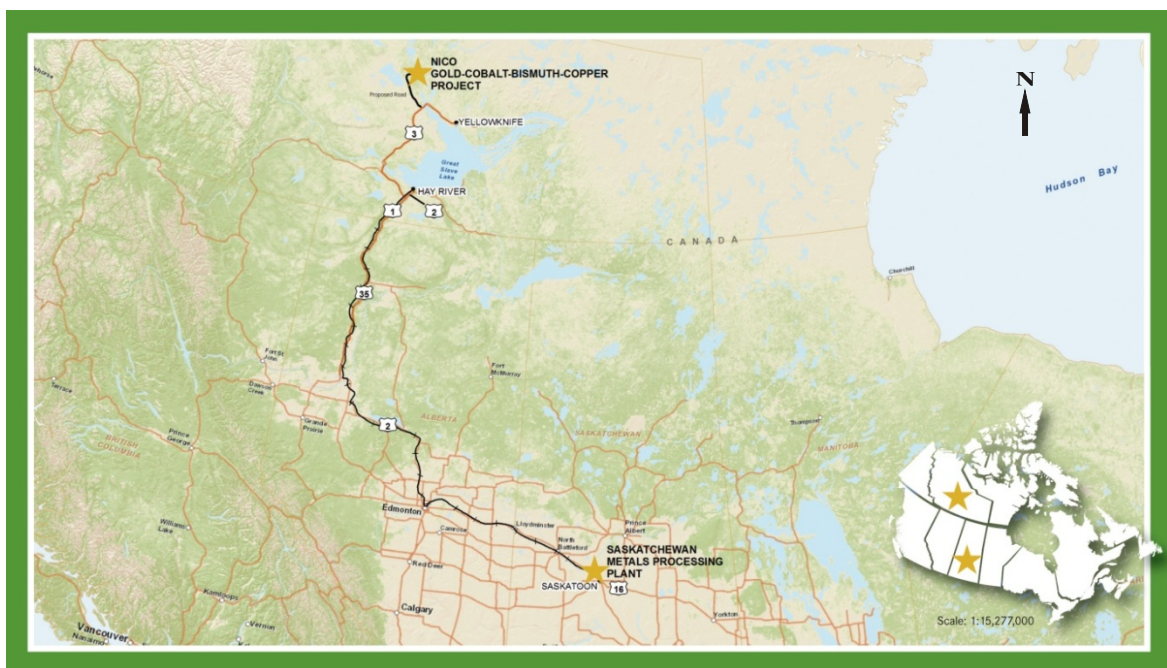 NICO
GOLD-COBALT-BISMUTH-COPPER
PROJECT
Proposed Road
N
YELLOWKNIFE
3
Great
Slave
Lake
Hudson Bay
HAY RIVER
1
2
CANADA
Churchill
35
Fort St
John
Fort
McMurray
Dawson
Creek
Terrace
Grande
Prairie
2
ALBERTA
Prince
George
BRITISH
COLUMBIA
SASKATCHEWAN
Thompson
MANITOBA
Edmonton
Williams
Lake
Camrose
Lloydminster
Prince
Albert
North
Battleford
Red Deer
SASKATCHEWAN
METALS PROCESSING
PLANT
SASKATOON
16
Kamloops
Calgary
Yorkton
Vernon
Vancouver
Nanaimo
Scale: 1:15,277,000